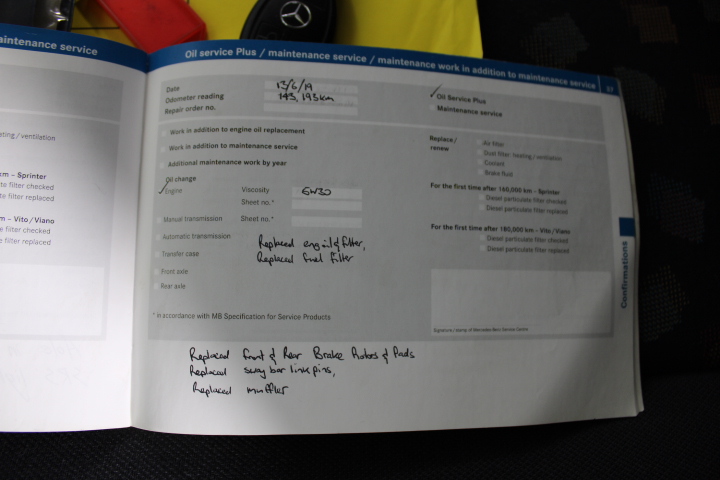 aintenance service
ating / ventilation
km – Sprinter
te filter checked
te filter replaced
km – Vito / Viano
e filter checked
e filter replaced
Oil service Plus / maintenance service / maintenance work in addition to maintenance service 37
Date 13/6/19
Odometer reading 143,193km
Repair order no.
✓ Oil Service Plus
Maintenance service
Work in addition to engine oil replacement
Work in addition to maintenance service
Additional maintenance work by year
Oil change
✓ Engine Viscosity 5W30
Sheet no.*
Manual transmission Sheet no.*
Automatic transmission
Transfer case
Front axle
Rear axle
Replaced engoil & filter,
Replaced fuel filter
* in accordance with MB Specification for Service Products
Replace / renew
Air filter
Dust filter: heating / ventilation
Coolant
Brake fluid
For the first time after 160,000 km – Sprinter
Diesel particulate filter checked
Diesel particulate filter replaced
For the first time after 180,000 km – Vito / Viano
Diesel particulate filter checked
Diesel particulate filter replaced
Signature / stamp of Mercedes-Benz Service Centre
Confirmations
Replaced front & Rear Brake Rotors & Pads
Replaced sway bar link pins,
Replaced muffler